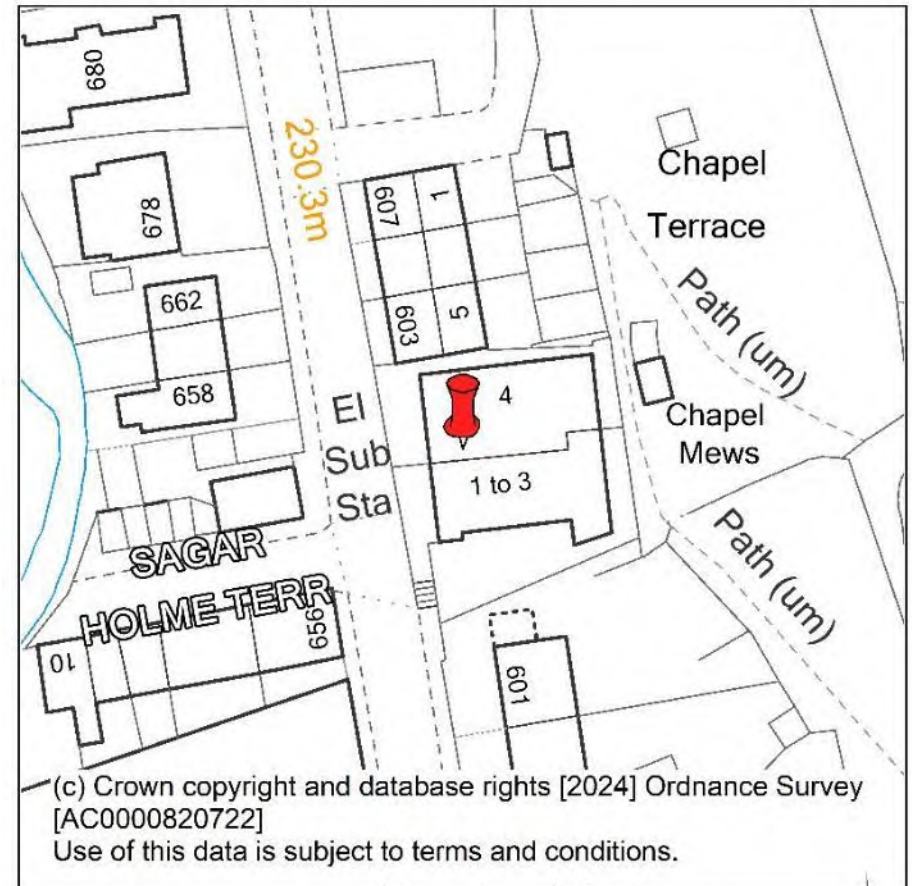 680
230.3m
678
607
1
Chapel
Terrace
Path (um)
662
603
5
658
El
Sub
Sta
4
Chapel
Mews
1 to 3
Path (um)
SAGAR
HOLME TERR
656
10
601
(c) Crown copyright and database rights [2024] Ordnance Survey
[AC0000820722]
Use of this data is subject to terms and conditions.